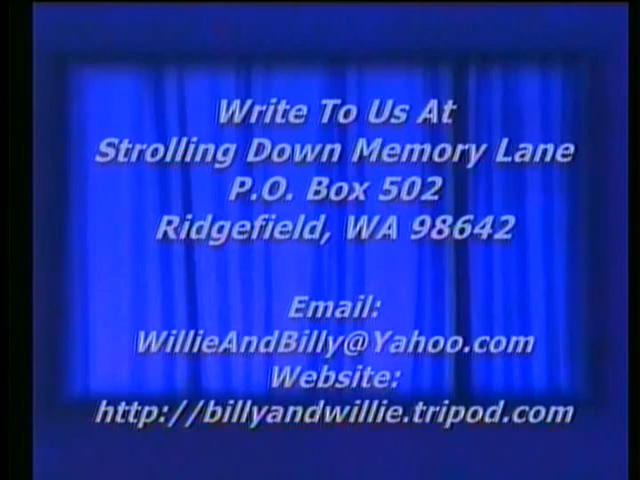 Write To Us At
Strolling Down Memory Lane
P.O. Box 502
Ridgefield, WA 98642
Email:
WillieAndBilly@Yahoo.com
Website:
http://billyandwillie.tripod.com